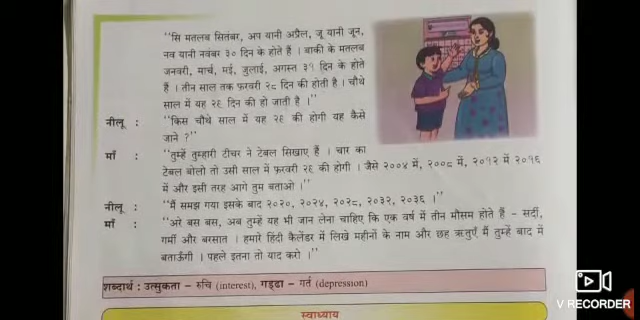 “सि मतलब सितंबर, अप यानी अप्रैल, जू यानी जून,
नव यानी नवंबर ३० दिन के होते हैं । बाकी के मतलब
जनवरी, मार्च, मई, जुलाई, अगस्त ३१ दिन के होते
हैं । तीन साल तक फ़रवरी २८ दिन की होती है । चौथे
साल में यह २९ दिन की हो जाती है ।”
नीलू : “किस चौथे साल में यह २९ की होगी यह कैसे
जाने ?”
माँ : “तुम्हें तुम्हारी टीचर ने टेबल सिखाए हैं । चार का
टेबल बोलो तो उसी साल में फ़रवरी २९ की होगी । जैसे २००४ में, २००८ में, २०१२ में २०१६
में और इसी तरह आगे तुम बताओ ।”
नीलू : “मैं समझ गया इसके बाद २०२०, २०२४, २०२८, २०३२, २०३६ ।”
माँ : “अरे बस बस, अब तुम्हें यह भी जान लेना चाहिए कि एक वर्ष में तीन मौसम होते हैं – सर्दी,
गर्मी और बरसात । हमारे हिंदी कैलेंडर में लिखे महीनों के नाम और छह ऋतुएँ मैं तुम्हें बाद में
बताऊँगी । पहले इतना तो याद करो ।”
शब्दार्थ : उत्सुकता – रुचि (interest), गड्ढा – गर्त (depression)
स्वाध्याय
V RECORDER